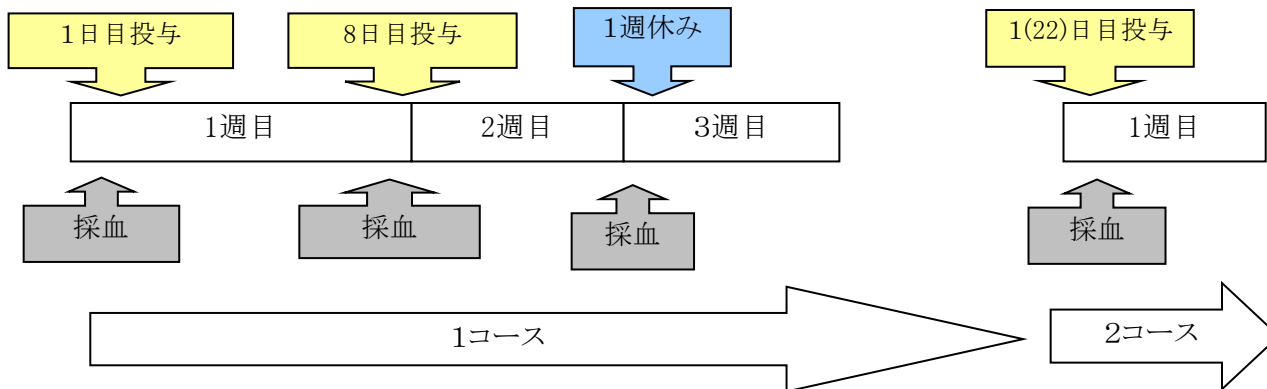 1日目投与
8日目投与
1週休み
1(22)日目投与
1週目
2週目
3週目
1週目
採血
採血
採血
採血
1コース
2コース